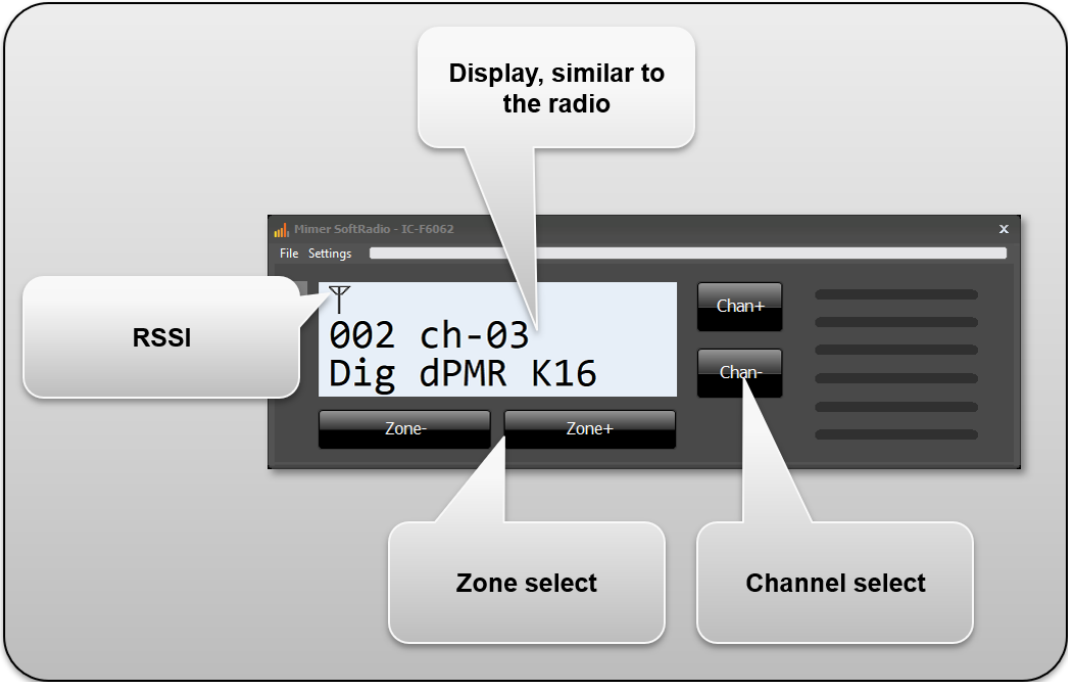 Display, similar to
the radio
Mimer SoftRadio - IC-F6062
x
File Settings
RSSI
002 ch-03
Dig dPMR K16
Chan+
Chan-
Zone-
Zone+
Zone select
Channel select